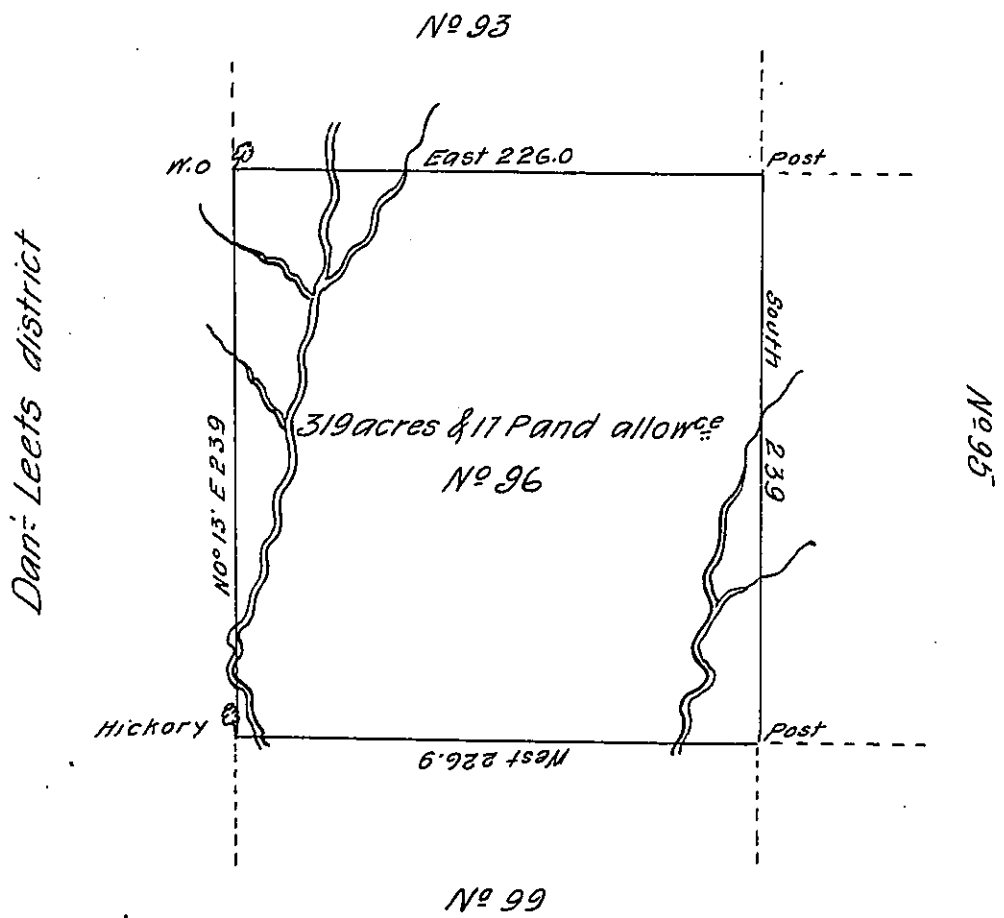 Nº 93
W.O
East 226.0
Post
Dan= Leets district
South 239
319 acres & 17 P and allowce
Nº 96
Nº 95
N0°13' E 239
Hickory
Post
West 226.9
Nº 99